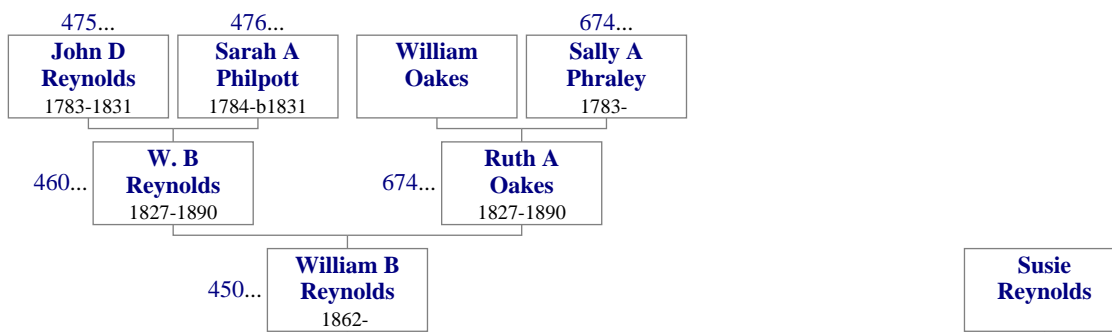 475... 476... 674...
John D Reynolds 1783-1831
Sarah A Philpott 1784-b1831
William Oakes
Sally A Phraley 1783-
460...
W. B Reynolds 1827-1890
674...
Ruth A Oakes 1827-1890
450...
William B Reynolds 1862-
Susie Reynolds